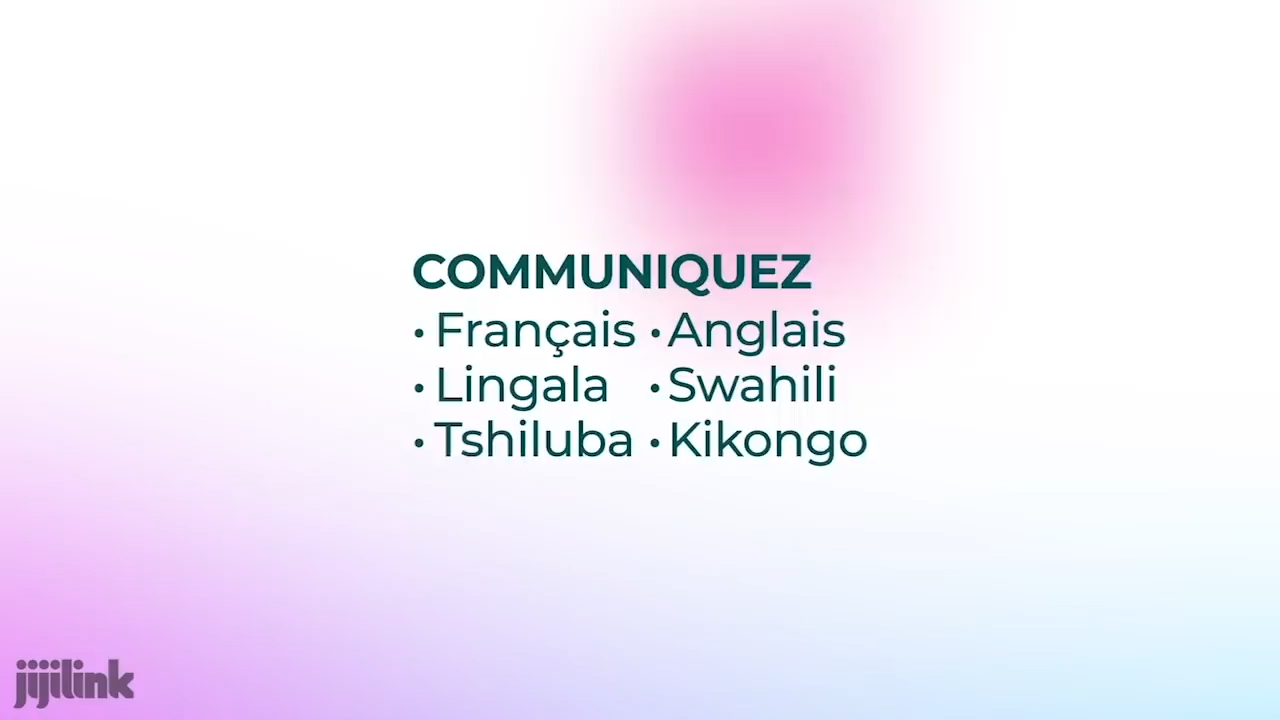 COMMUNIQUEZ
• Français • Anglais
• Lingala • Swahili
• Tshiluba • Kikongo
jijilink